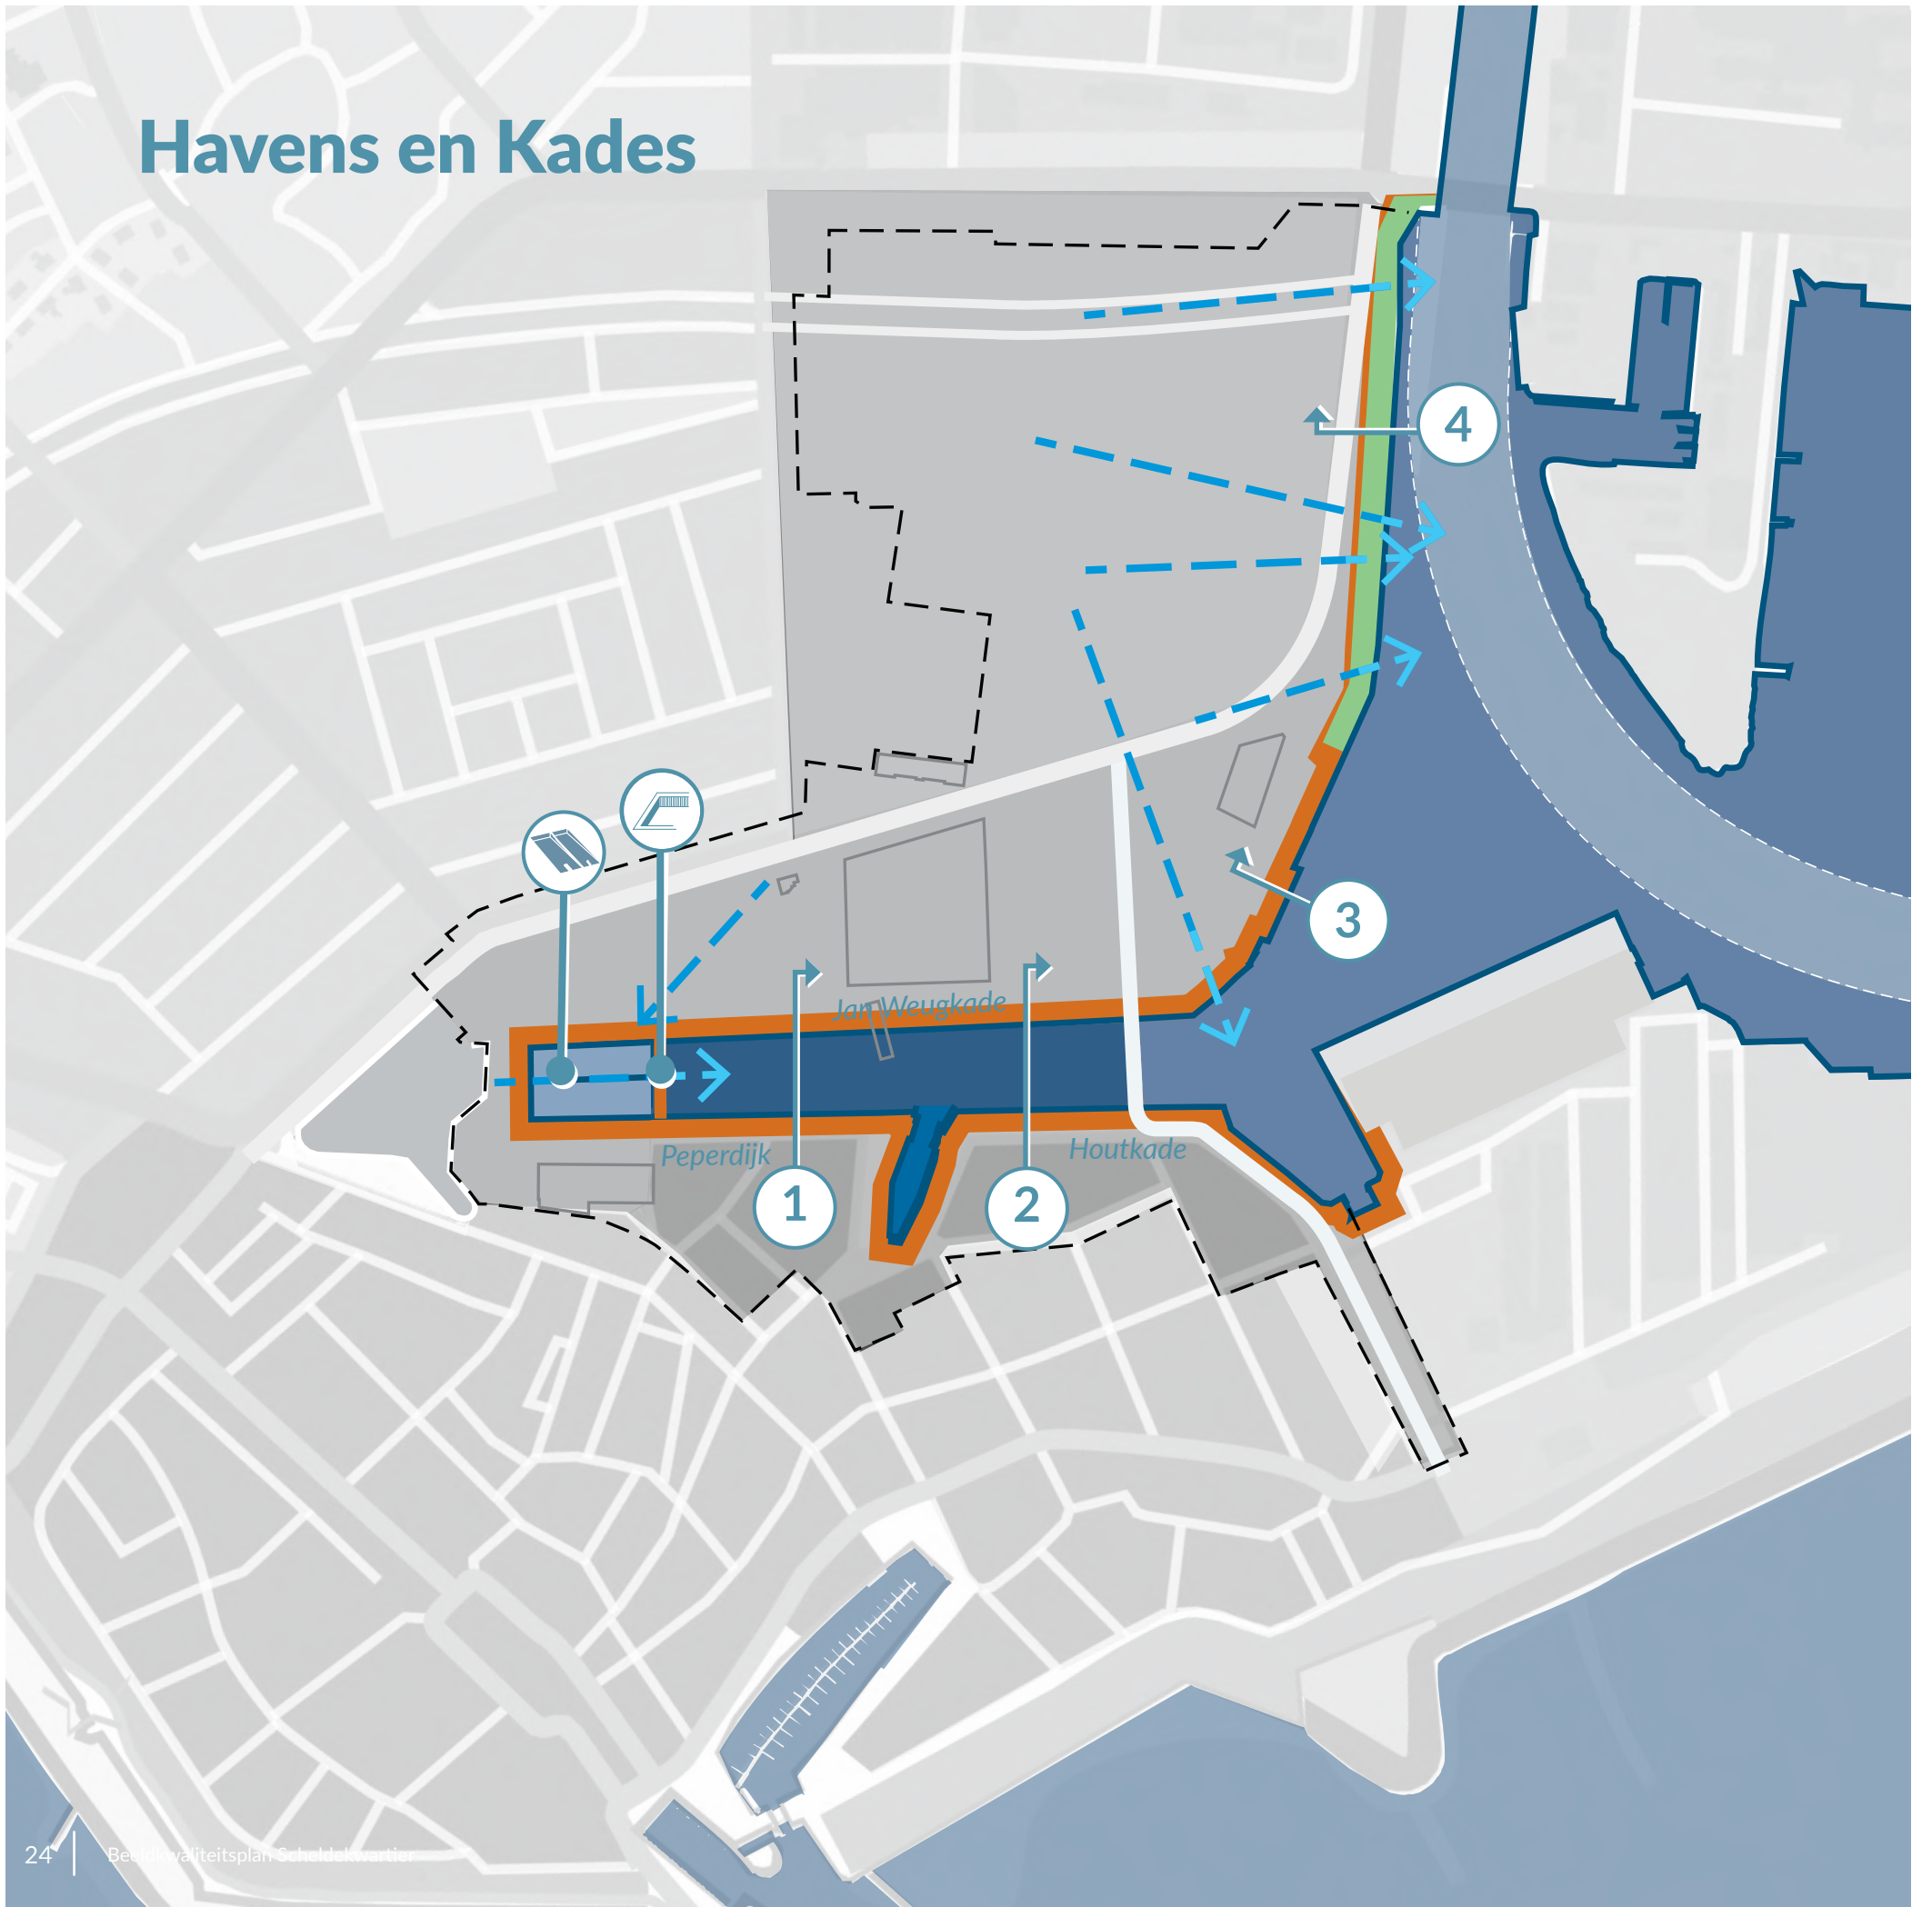 Havens en Kades
4
3
Jan Weugkade
Peperdijk
Houtkade
1
2
24
Beeldkwaliteitsplan Scheldekwartier